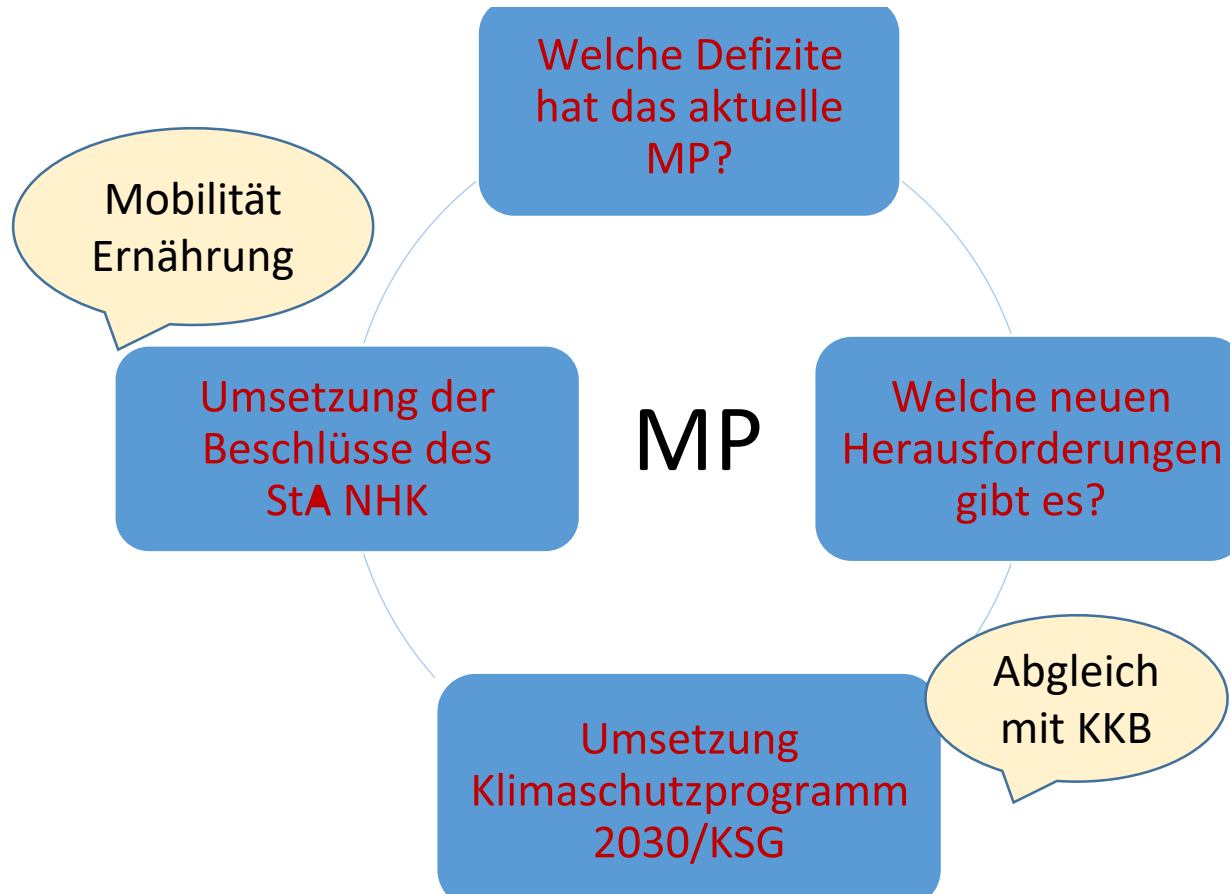 Welche Defizite
hat das aktuelle
MP?
Mobilität
Ernährung
Umsetzung der
Beschlüsse des
StA NHK
MP
Welche neuen
Herausforderungen
gibt es?
Abgleich
mit KKB
Umsetzung
Klimaschutzprogramm
2030/KSG